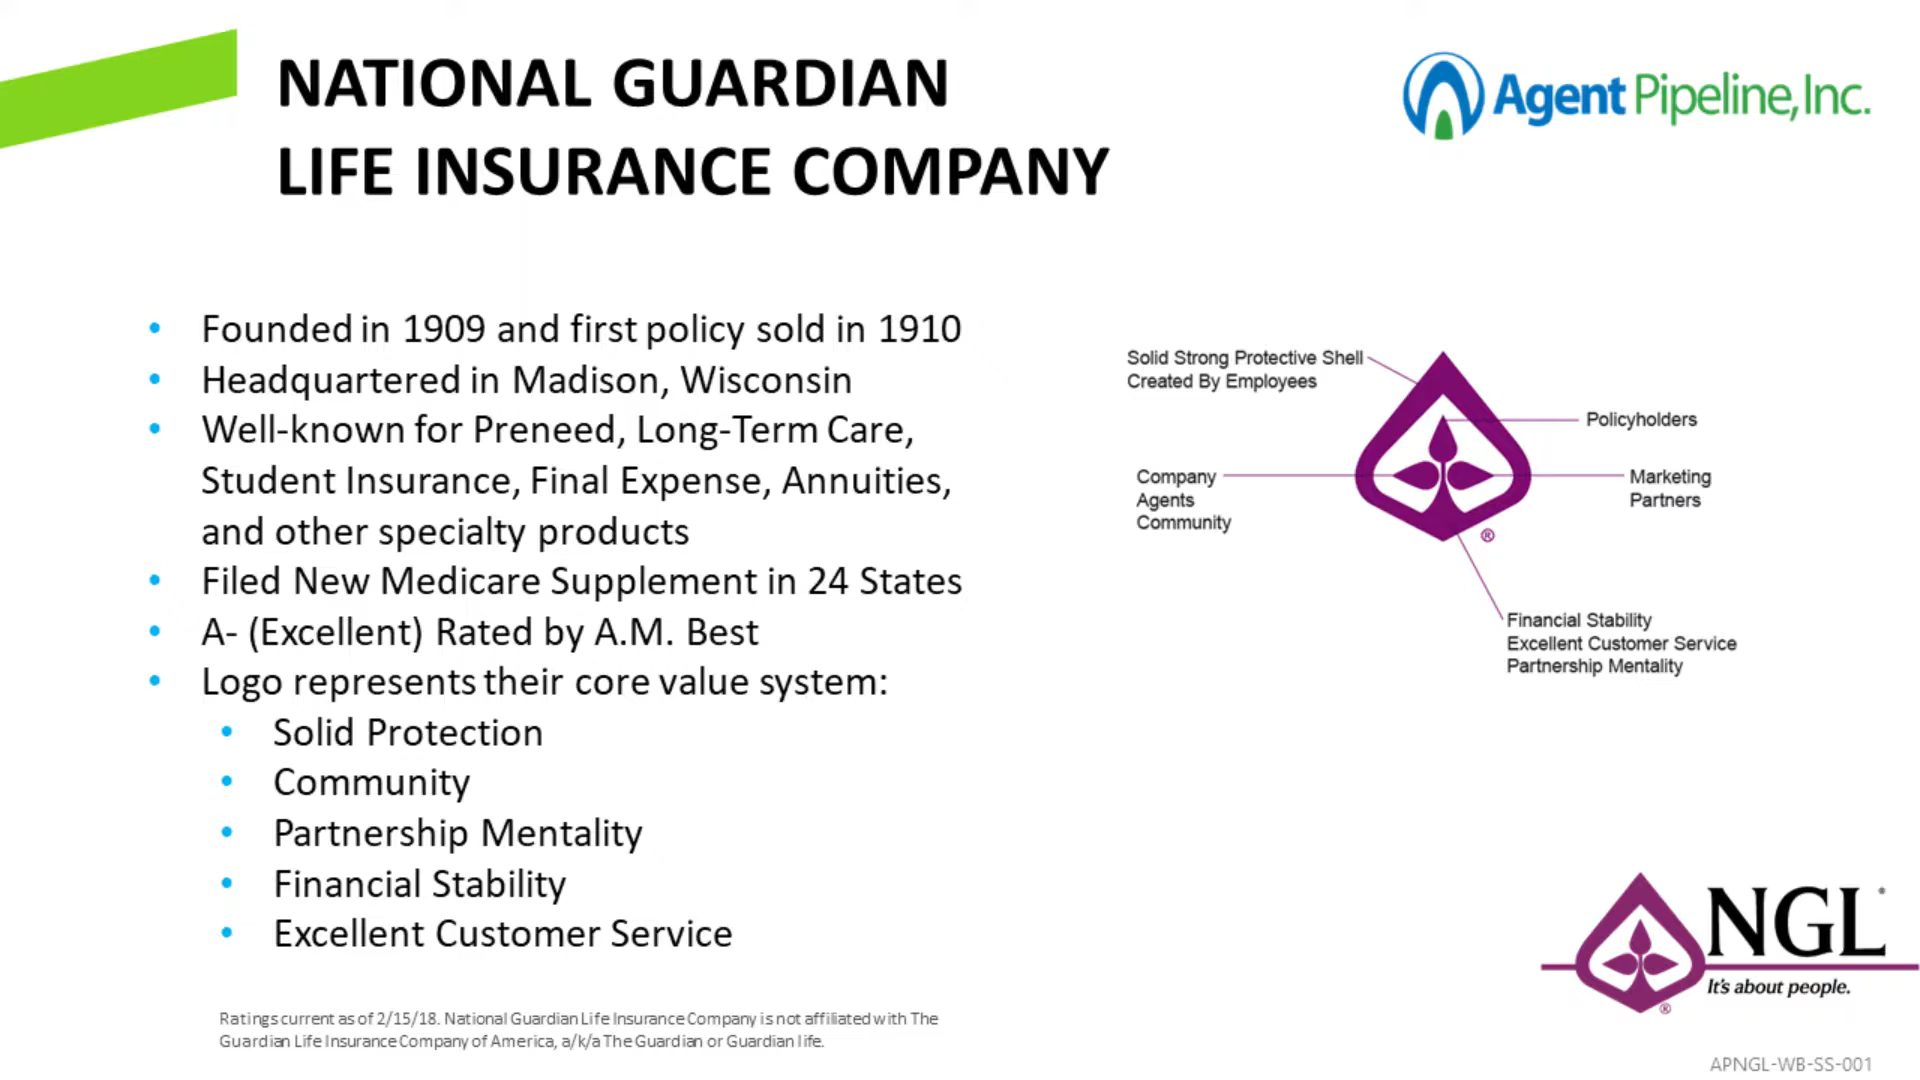 NATIONAL GUARDIAN
LIFE INSURANCE COMPANY
Agent Pipeline, Inc.
• Founded in 1909 and first policy sold in 1910
• Headquartered in Madison, Wisconsin
• Well-known for Preneed, Long-Term Care,
Student Insurance, Final Expense, Annuities,
and other specialty products
• Filed New Medicare Supplement in 24 States
• A- (Excellent) Rated by A.M. Best
• Logo represents their core value system:
• Solid Protection
• Community
• Partnership Mentality
• Financial Stability
• Excellent Customer Service
Solid Strong Protective Shell
Created By Employees
Policyholders
Company
Agents
Community
Marketing
Partners
®
Financial Stability
Excellent Customer Service
Partnership Mentality
NGL
It's about people.
®
Ratings current as of 2/15/18. National Guardian Life Insurance Company is not affiliated with The
Guardian Life Insurance Company of America, a/k/a The Guardian or Guardian life.
APNGL-WB-SS-001